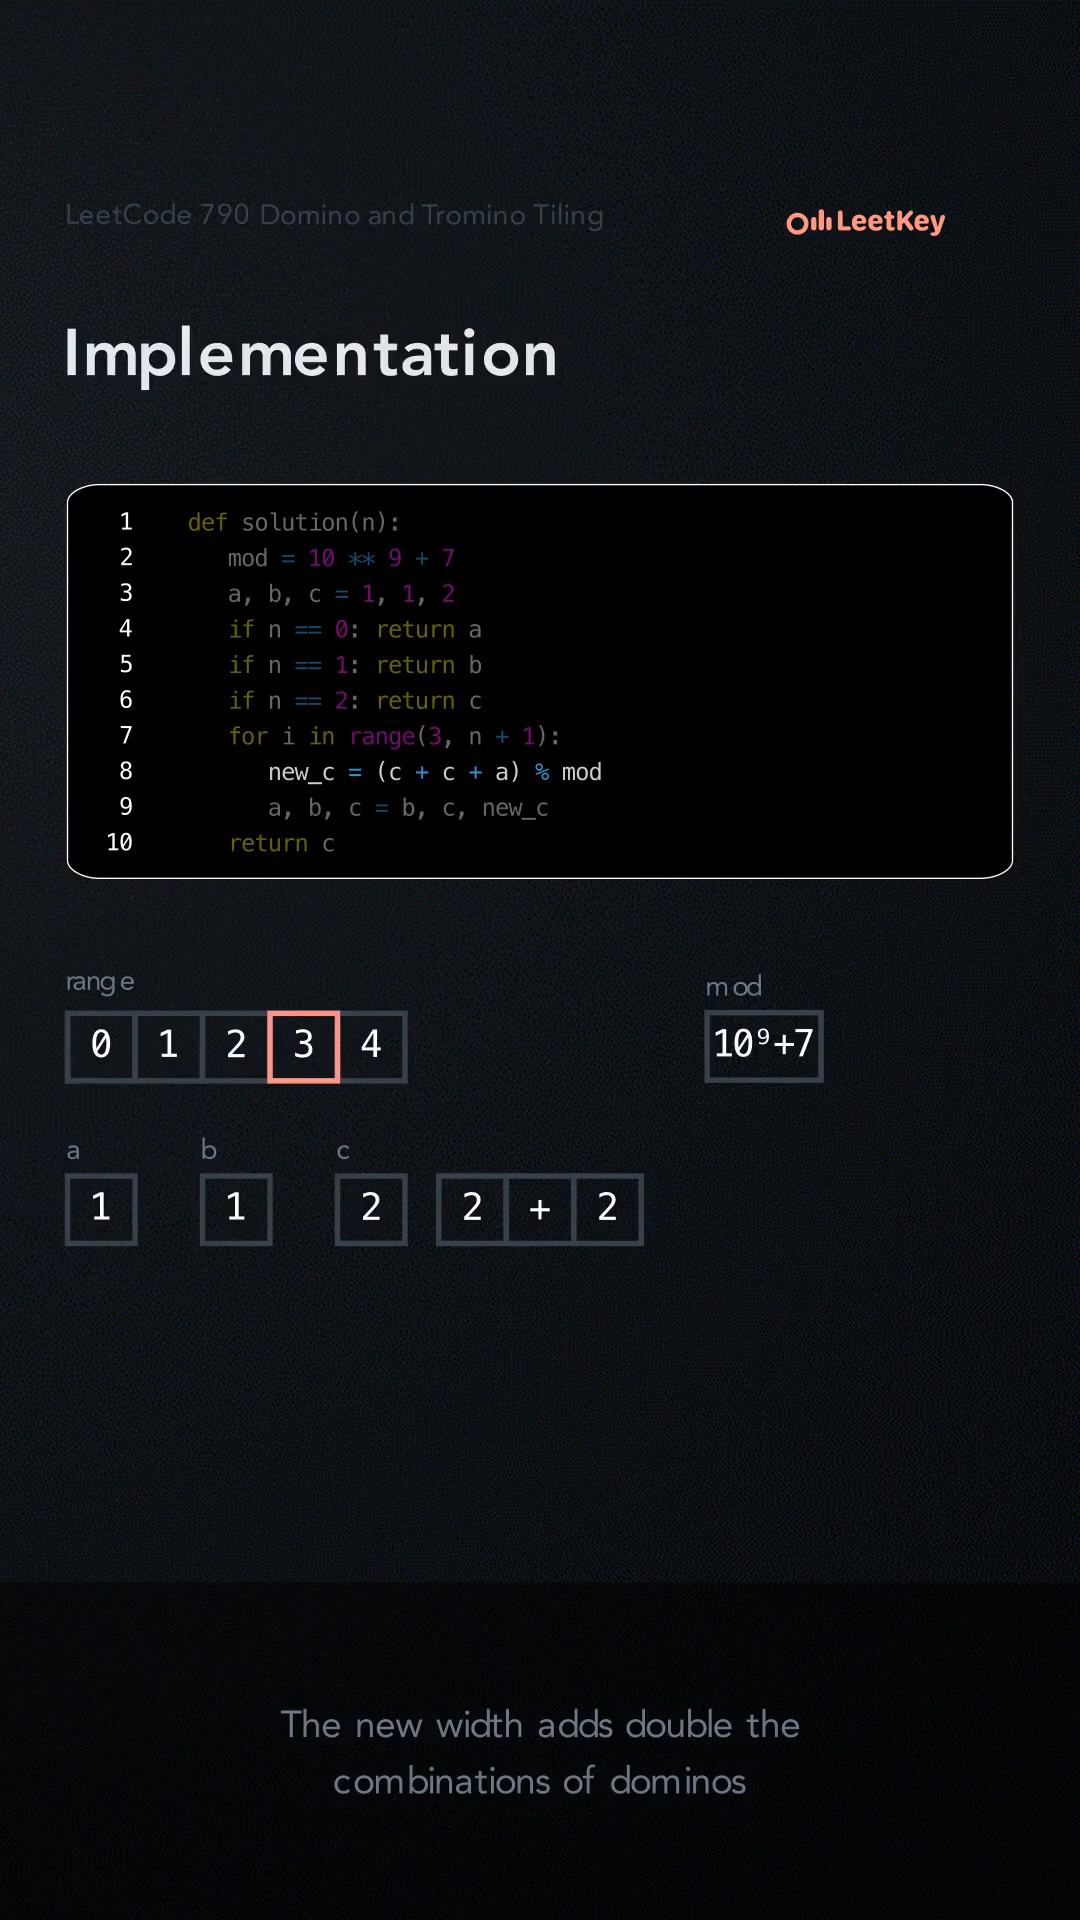 LeetCode 790 Domino and Tromino Tiling
LeetKey
Implementation
1 def solution(n):
2 mod = 10 ** 9 + 7
3 a, b, c = 1, 1, 2
4 if n == 0: return a
5 if n == 1: return b
6 if n == 2: return c
7 for i in range(3, n + 1):
8 new_c = (c + c + a) % mod
9 a, b, c = b, c, new_c
10 return c
range
mod
0 1 2 3 4
10⁹+7
a b c
1 1 2 2 + 2
The new width adds double the
combinations of dominos